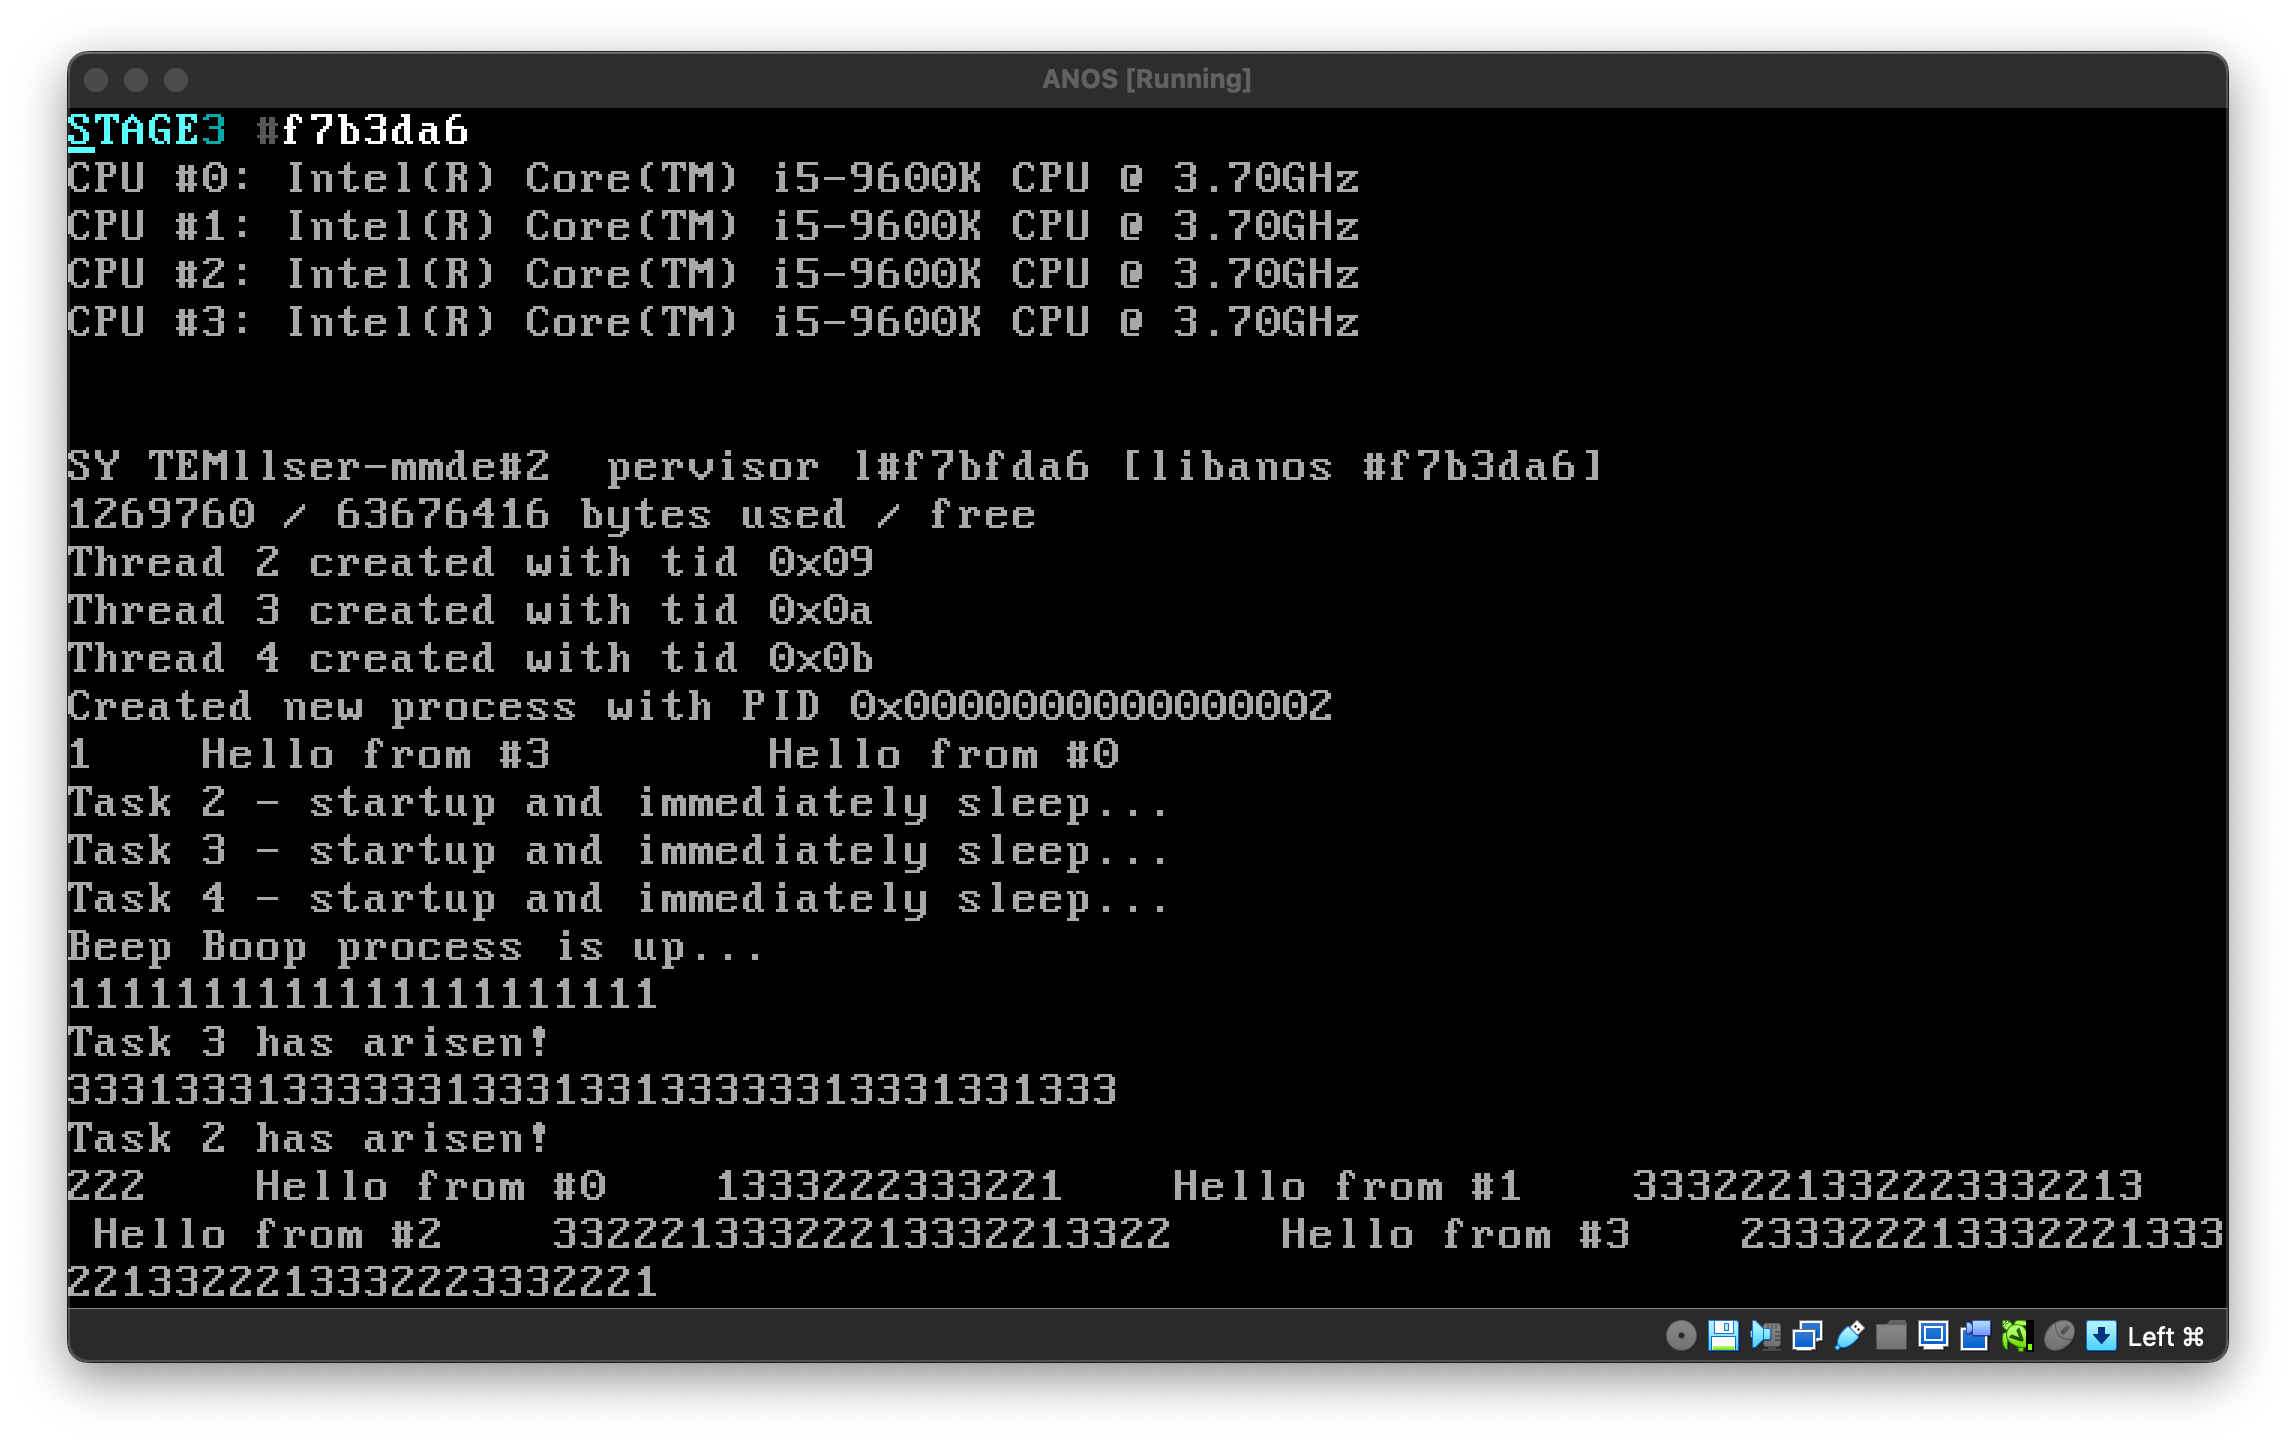 ANOS [Running]
STAGE3 #f7b3da6
CPU #0: Intel(R) Core(TM) i5-9600K CPU @ 3.70GHz
CPU #1: Intel(R) Core(TM) i5-9600K CPU @ 3.70GHz
CPU #2: Intel(R) Core(TM) i5-9600K CPU @ 3.70GHz
CPU #3: Intel(R) Core(TM) i5-9600K CPU @ 3.70GHz
SY TEMllser-mmde#2  pervisor l#f7bfda6 [libanos #f7b3da6]
1269760 / 63676416 bytes used / free
Thread 2 created with tid 0x09
Thread 3 created with tid 0x0a
Thread 4 created with tid 0x0b
Created new process with PID 0x0000000000000002
1    Hello from #3        Hello from #0
Task 2 - startup and immediately sleep...
Task 3 - startup and immediately sleep...
Task 4 - startup and immediately sleep...
Beep Boop process is up...
1111111111111111111111
Task 3 has arisen!
333133313333331333133133333313331331333
Task 2 has arisen!
222    Hello from #0    1333222333221    Hello from #1    3332221332223332213
 Hello from #2    33222133322213332213322    Hello from #3    233322213332221333
2213322213332223332221
Left ⌘